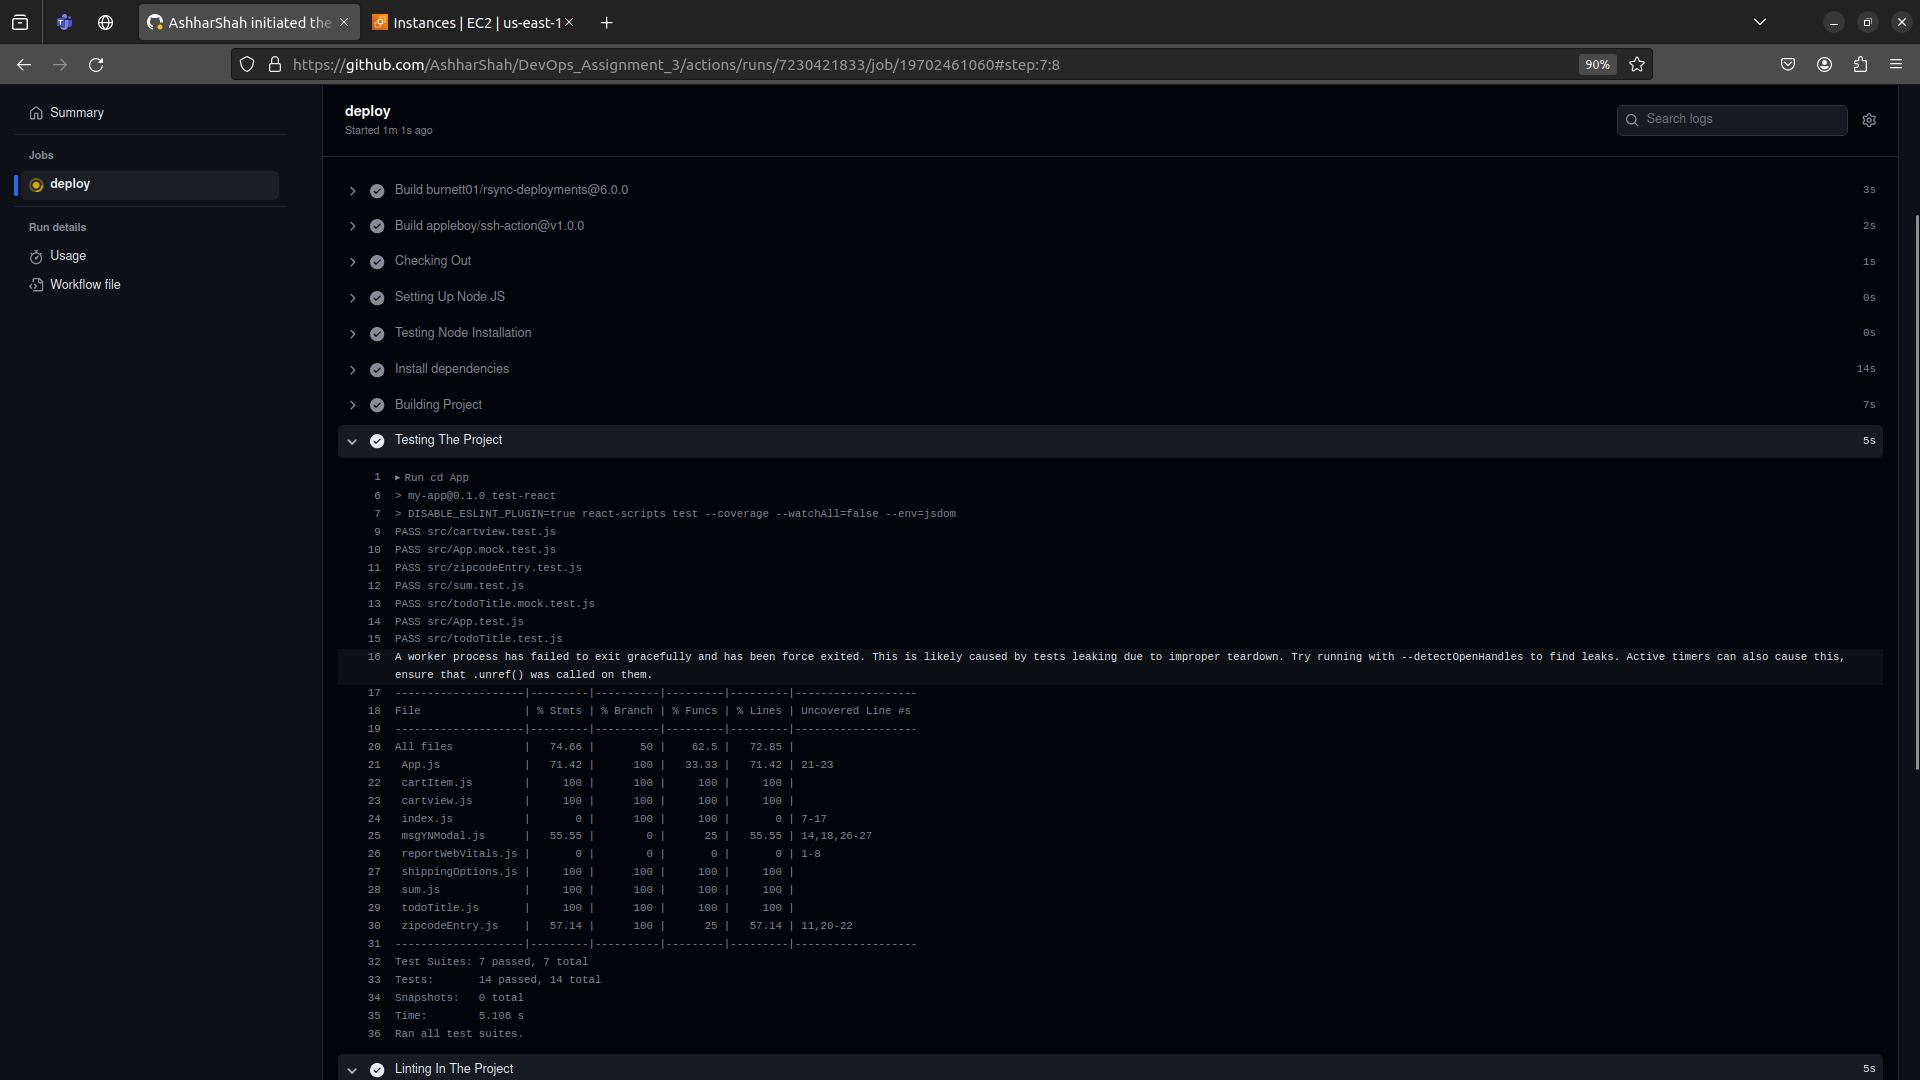 AshharShah initiated the
Instances | EC2 | us-east-1
https://github.com/AshharShah/DevOps_Assignment_3/actions/runs/7230421833/job/19702461060#step:7:8
90%
Summary
Jobs
deploy
Run details
Usage
Workflow file
deploy
Started 1m 1s ago
Search logs
Build burnett01/rsync-deployments@6.0.0 3s
Build appleboy/ssh-action@v1.0.0 2s
Checking Out 1s
Setting Up Node JS 0s
Testing Node Installation 0s
Install dependencies 14s
Building Project 7s
Testing The Project 5s
1 Run cd App
6 > my-app@0.1.0 test-react
7 > DISABLE_ESLINT_PLUGIN=true react-scripts test --coverage --watchAll=false --env=jsdom
9 PASS src/cartview.test.js
10 PASS src/App.mock.test.js
11 PASS src/zipcodeEntry.test.js
12 PASS src/sum.test.js
13 PASS src/todoTitle.mock.test.js
14 PASS src/App.test.js
15 PASS src/todoTitle.test.js
16 A worker process has failed to exit gracefully and has been force exited. This is likely caused by tests leaking due to improper teardown. Try running with --detectOpenHandles to find leaks. Active timers can also cause this,
ensure that .unref() was called on them.
17 --------------------|---------|----------|---------|---------|-------------------
18 File | % Stmts | % Branch | % Funcs | % Lines | Uncovered Line #s
19 --------------------|---------|----------|---------|---------|-------------------
20 All files | 74.66 | 50 | 62.5 | 72.85 |
21 App.js | 71.42 | 100 | 33.33 | 71.42 | 21-23
22 cartItem.js | 100 | 100 | 100 | 100 |
23 cartview.js | 100 | 100 | 100 | 100 |
24 index.js | 0 | 100 | 100 | 0 | 7-17
25 msgYNModal.js | 55.55 | 0 | 25 | 55.55 | 14,18,26-27
26 reportWebVitals.js | 0 | 0 | 0 | 0 | 1-8
27 shippingOptions.js | 100 | 100 | 100 | 100 |
28 sum.js | 100 | 100 | 100 | 100 |
29 todoTitle.js | 100 | 100 | 100 | 100 |
30 zipcodeEntry.js | 57.14 | 100 | 25 | 57.14 | 11,20-22
31 --------------------|---------|----------|---------|---------|-------------------
32 Test Suites: 7 passed, 7 total
33 Tests: 14 passed, 14 total
34 Snapshots: 0 total
35 Time: 5.106 s
36 Ran all test suites.
Linting In The Project 5s